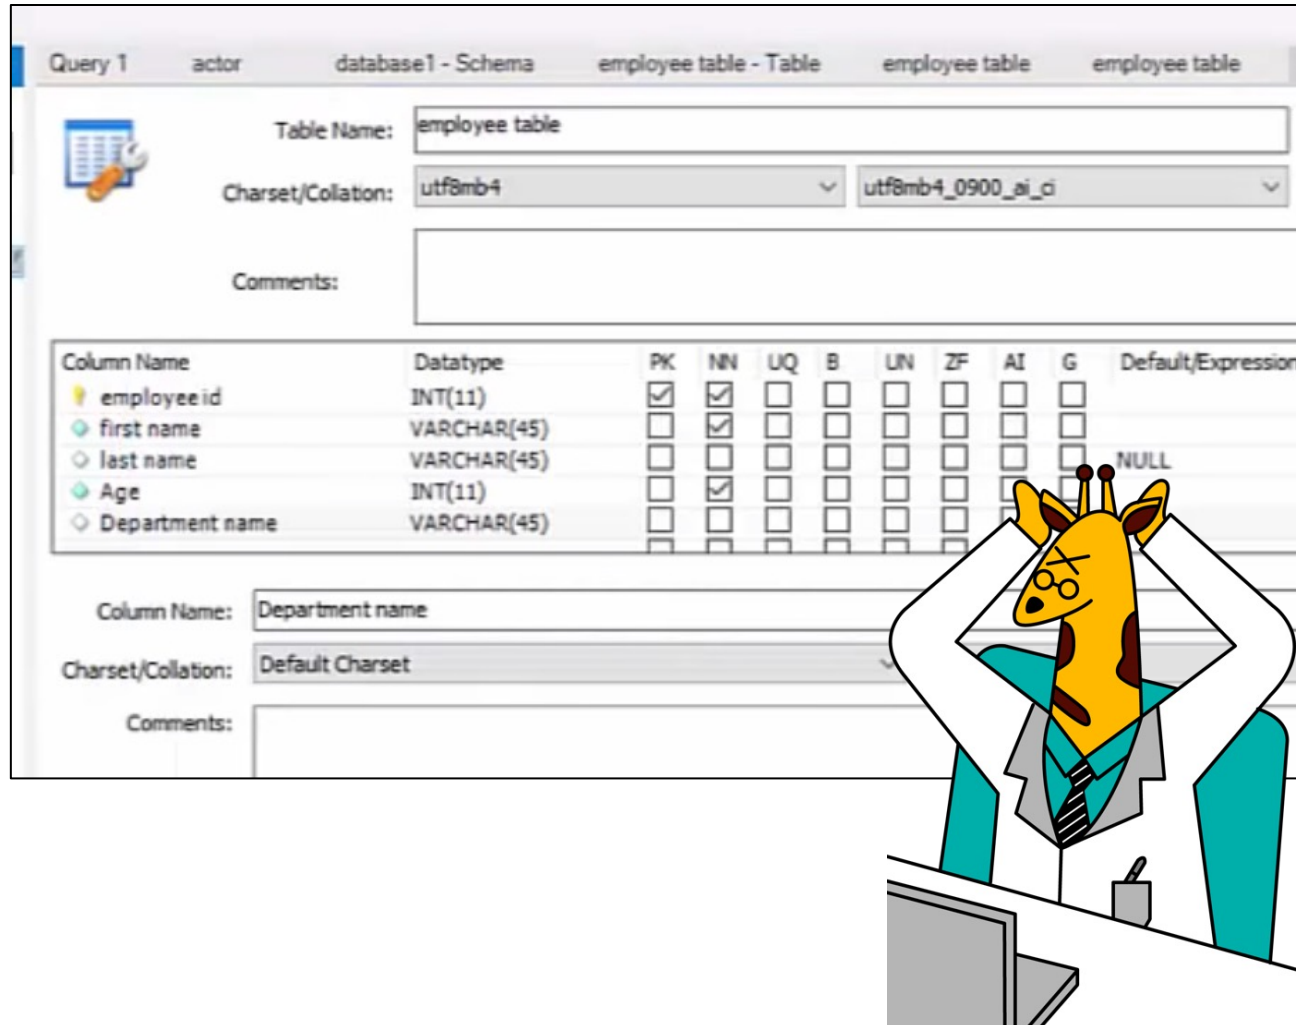 Query 1 actor database1 - Schema employee table - Table employee table employee table
Table Name: employee table
Charset/Collation: utf8mb4 utf8mb4_0900_ai_ci
Comments:
Column Name Datatype PK NN UQ B UN ZF AI G Default/Expression
employee id INT(11)
first name VARCHAR(45)
last name VARCHAR(45) NULL
Age INT(11)
Department name VARCHAR(45)
Column Name: Department name
Charset/Collation: Default Charset
Comments: